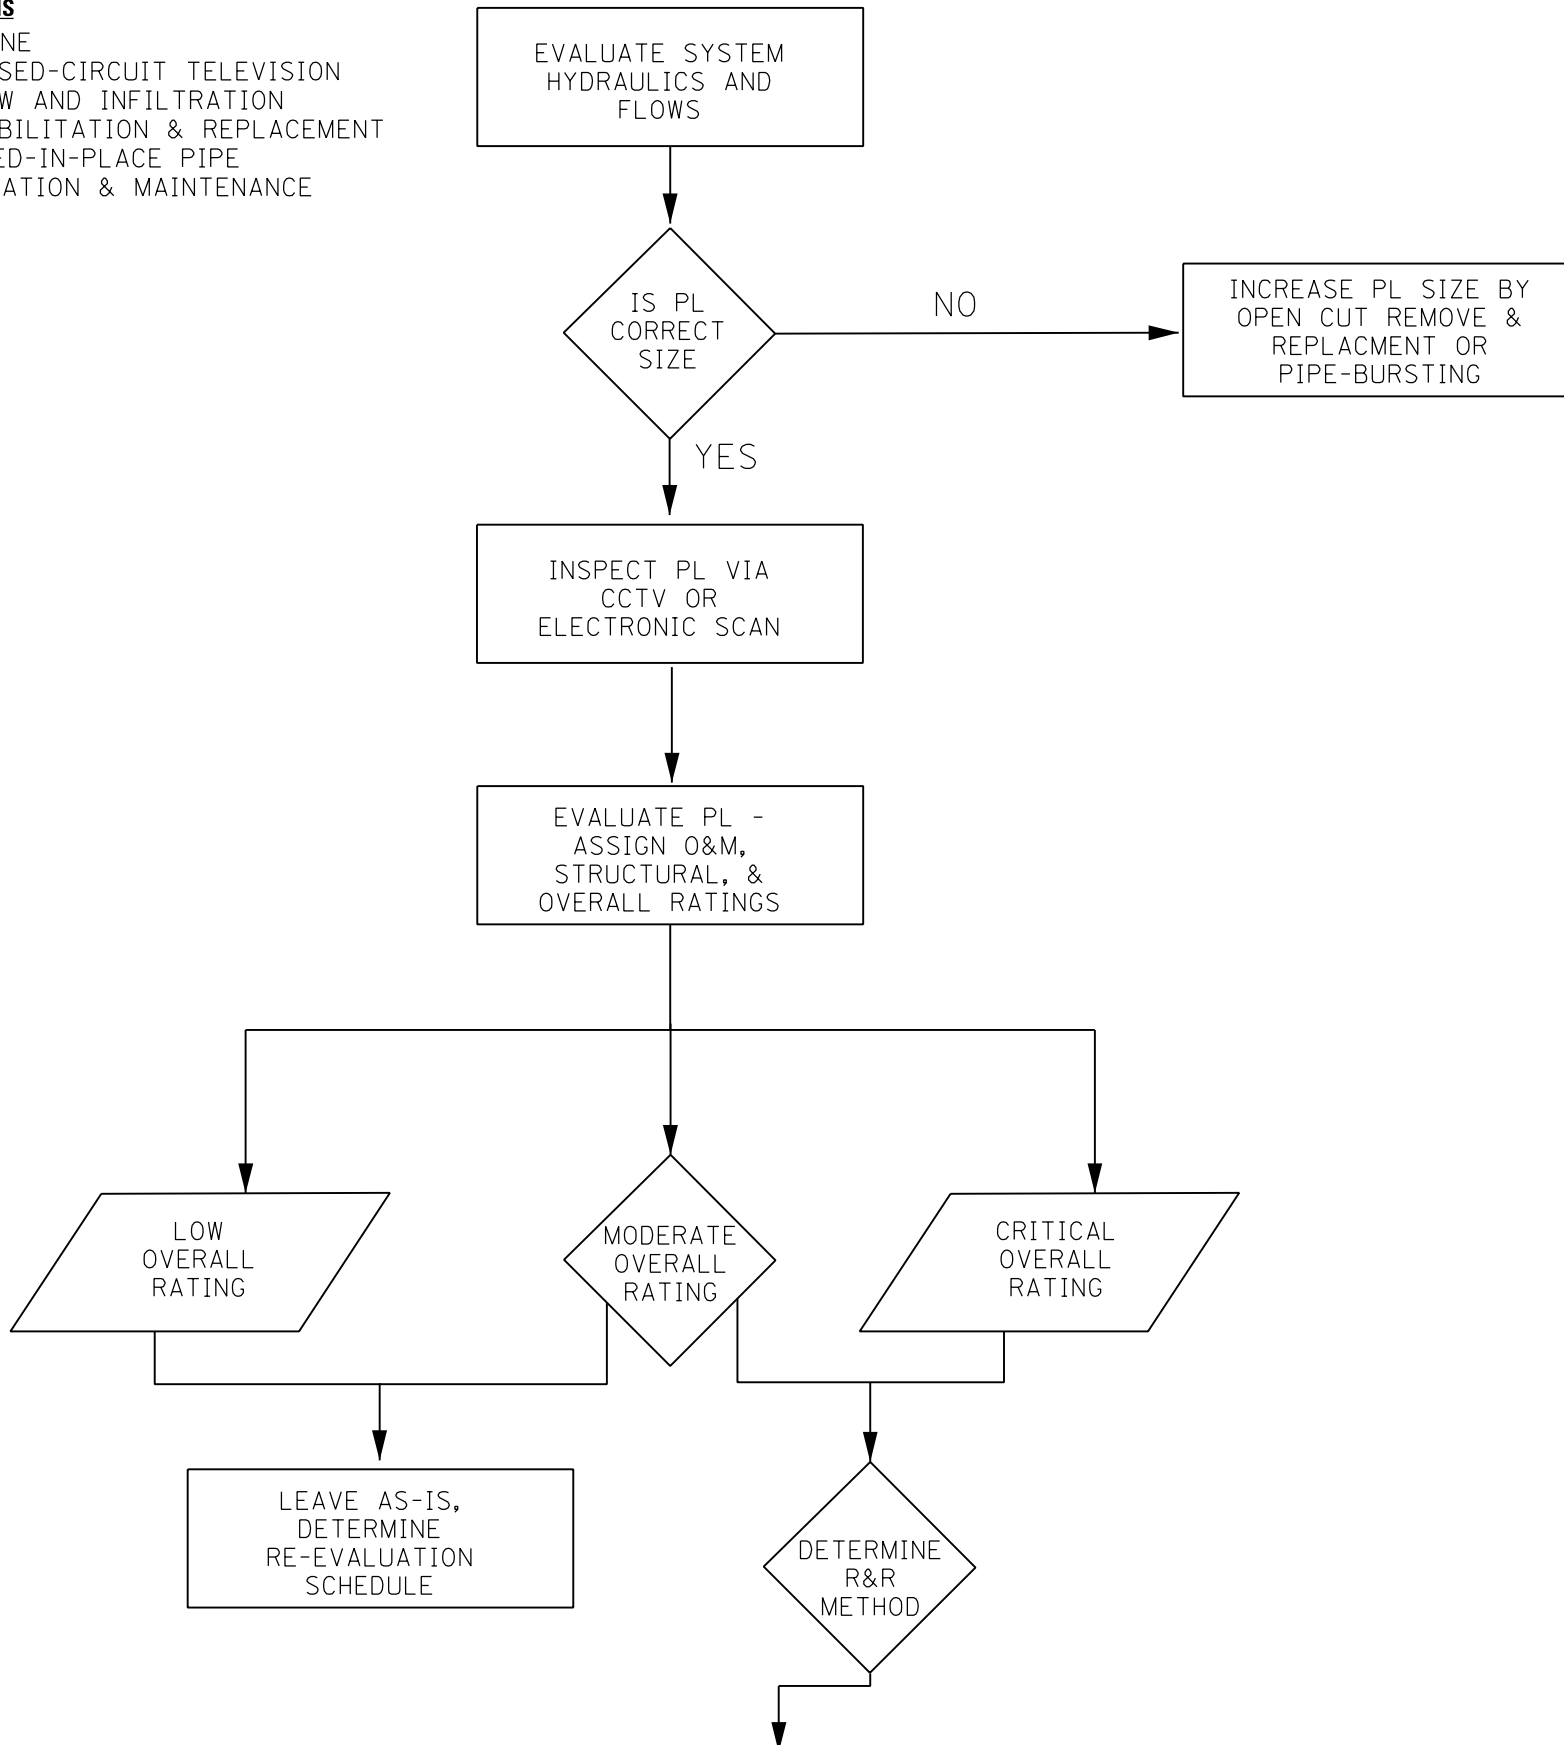 NE
SED-CIRCUIT TELEVISION
W AND INFILTRATION
BILITATION & REPLACEMENT
ED-IN-PLACE PIPE
ATION & MAINTENANCE
EVALUATE SYSTEM
HYDRAULICS AND
FLOWS
IS PL
CORRECT
SIZE
NO
INCREASE PL SIZE BY
OPEN CUT REMOVE &
REPLACMENT OR
PIPE-BURSTING
YES
INSPECT PL VIA
CCTV OR
ELECTRONIC SCAN
EVALUATE PL -
ASSIGN O&M,
STRUCTURAL, &
OVERALL RATINGS
LOW
OVERALL
RATING
MODERATE
OVERALL
RATING
CRITICAL
OVERALL
RATING
LEAVE AS-IS,
DETERMINE
RE-EVALUATION
SCHEDULE
DETERMINE
R&R
METHOD